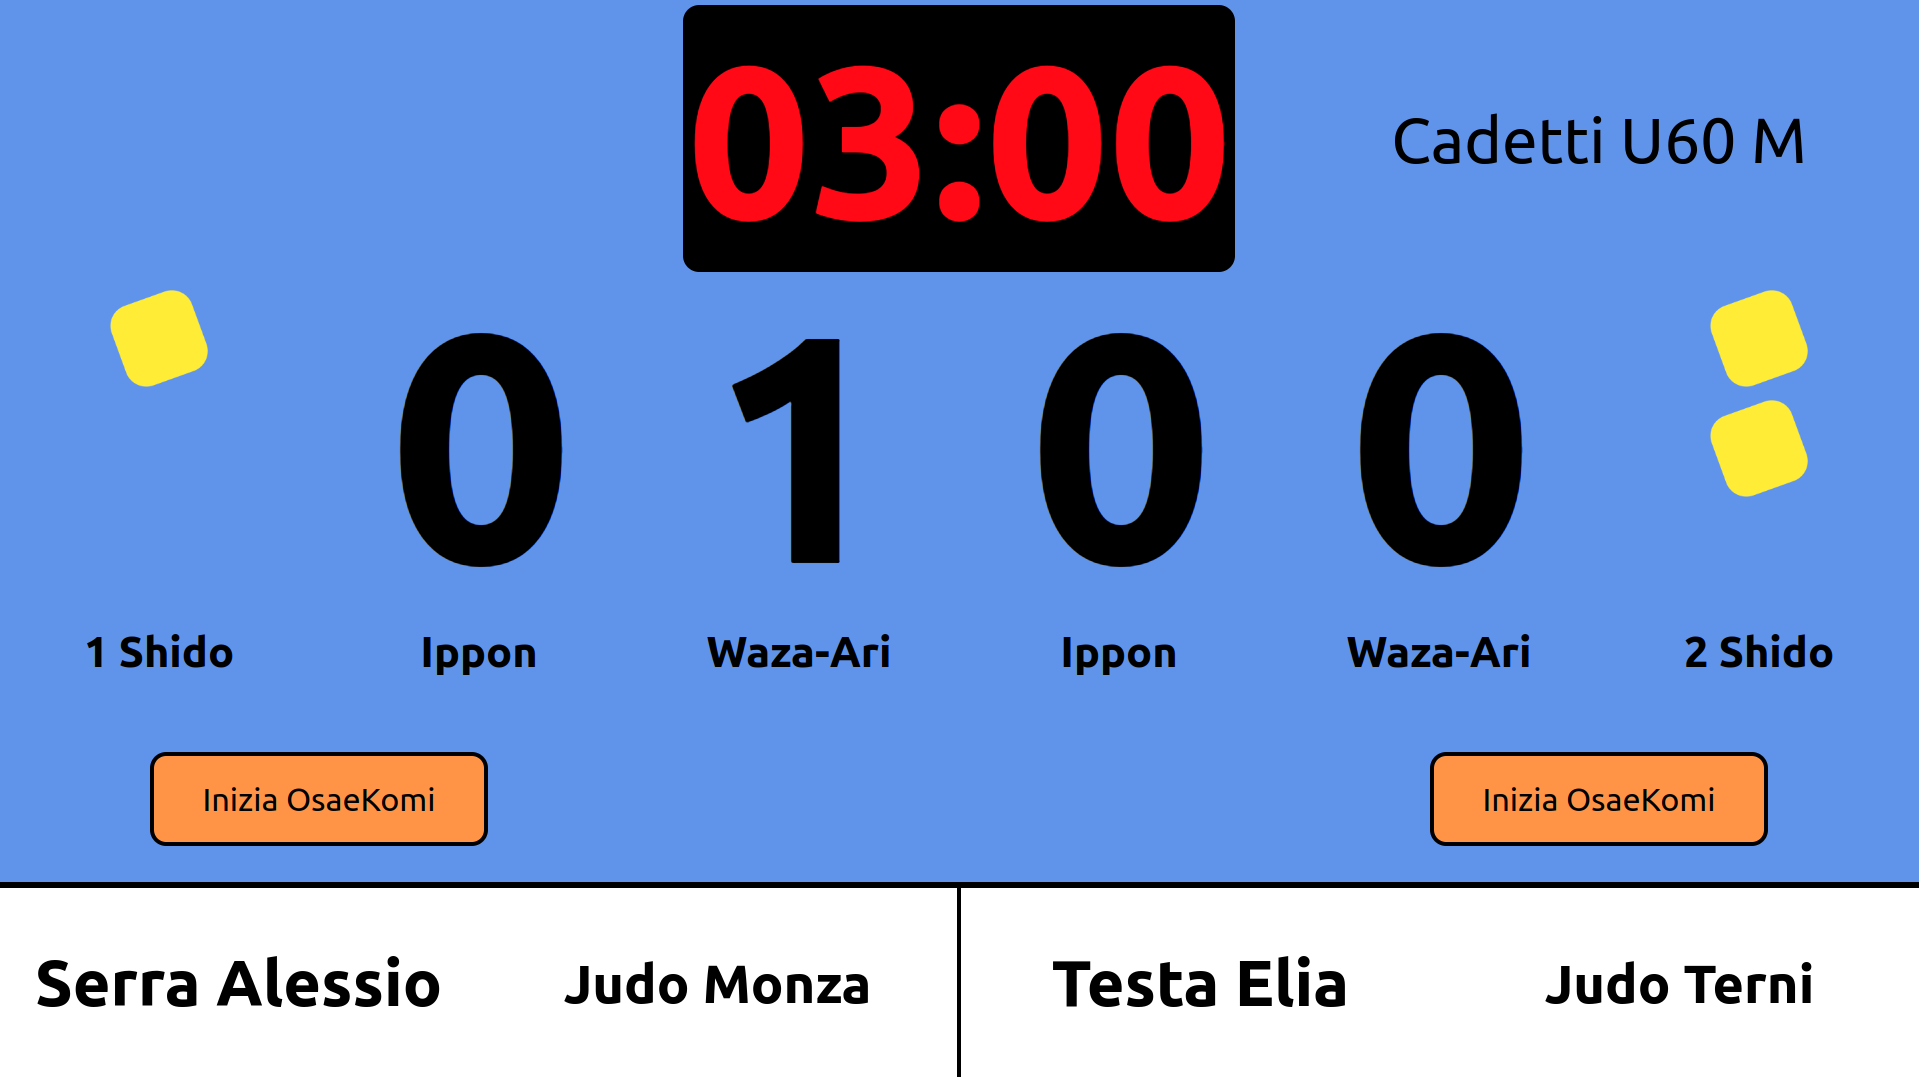 03:00
Cadetti U60 M
0 1 0 0
1 Shido Ippon Waza-Ari Ippon Waza-Ari 2 Shido
Inizia OsaeKomi Inizia OsaeKomi
Serra Alessio Judo Monza Testa Elia Judo Terni